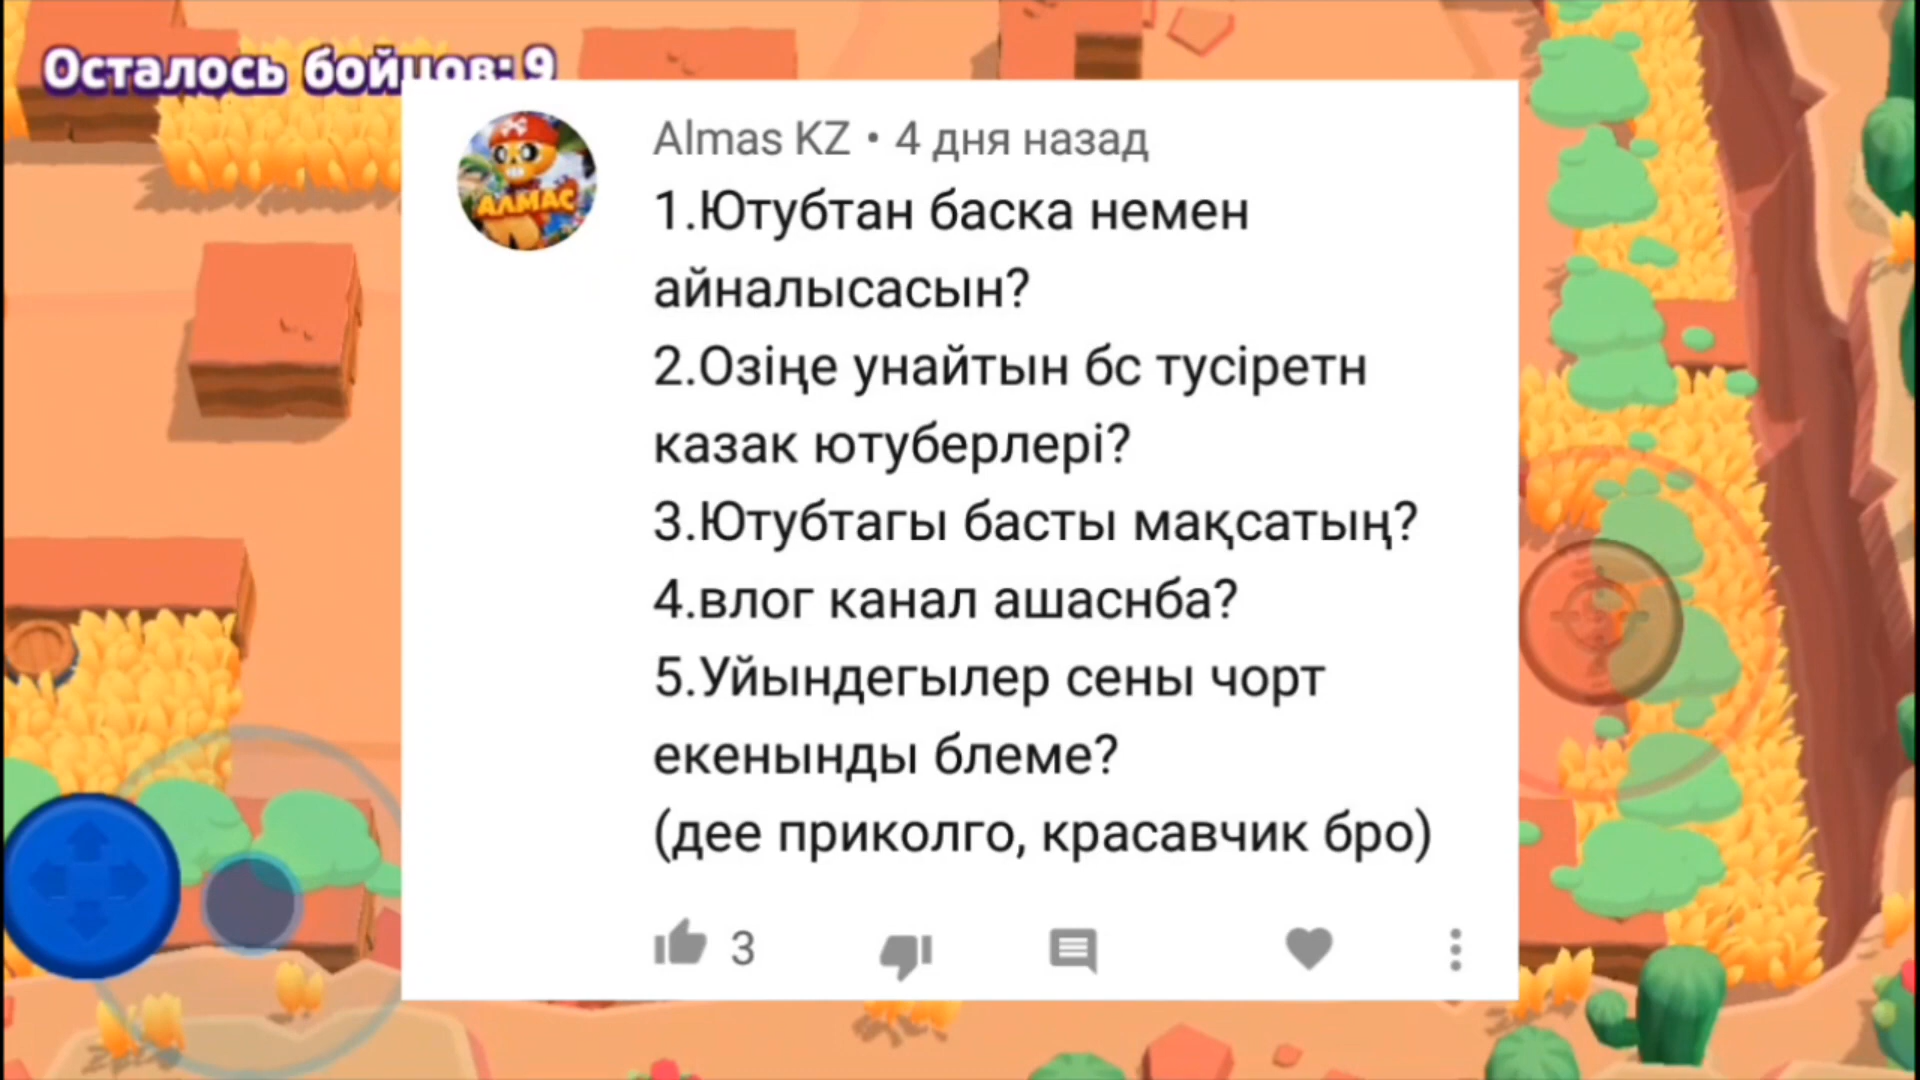 Осталось бойцов: 9
Almas KZ • 4 дня назад
АЛМАС
1.Ютубтан баска немен
айналысасын?
2.Озіңе унайтын бс тусіретн
казак ютуберлері?
3.Ютубтагы басты мақсатың?
4.влог канал ашаснба?
5.Уйындегылер сены чорт
екенынды блеме?
(дее приколго, красавчик бро)
3